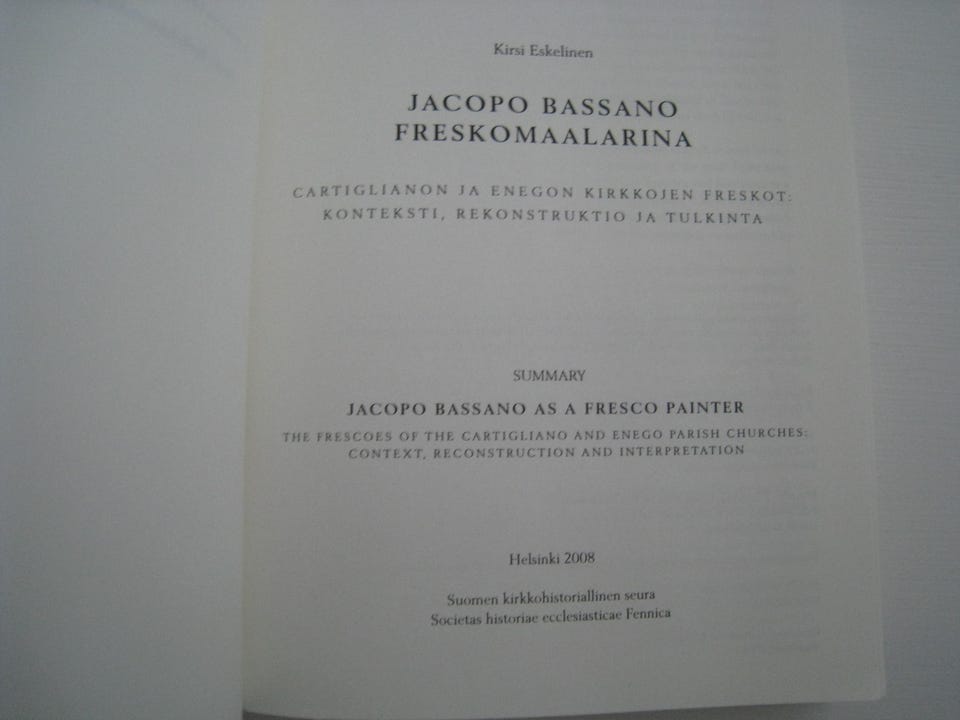 Kirsi Eskelinen
JACOPO BASSANO
FRESKOMAALARINA
CARTIGLIANON JA ENEGON KIRKKOJEN FRESKOT:
KONTEKSTI, REKONSTRUKTIO JA TULKINTA
SUMMARY
JACOPO BASSANO AS A FRESCO PAINTER
THE FRESCOES OF THE CARTIGLIANO AND ENEGO PARISH CHURCHES:
CONTEXT, RECONSTRUCTION AND INTERPRETATION
Helsinki 2008
Suomen kirkkohistoriallinen seura
Societas historiae ecclesiasticae Fennica